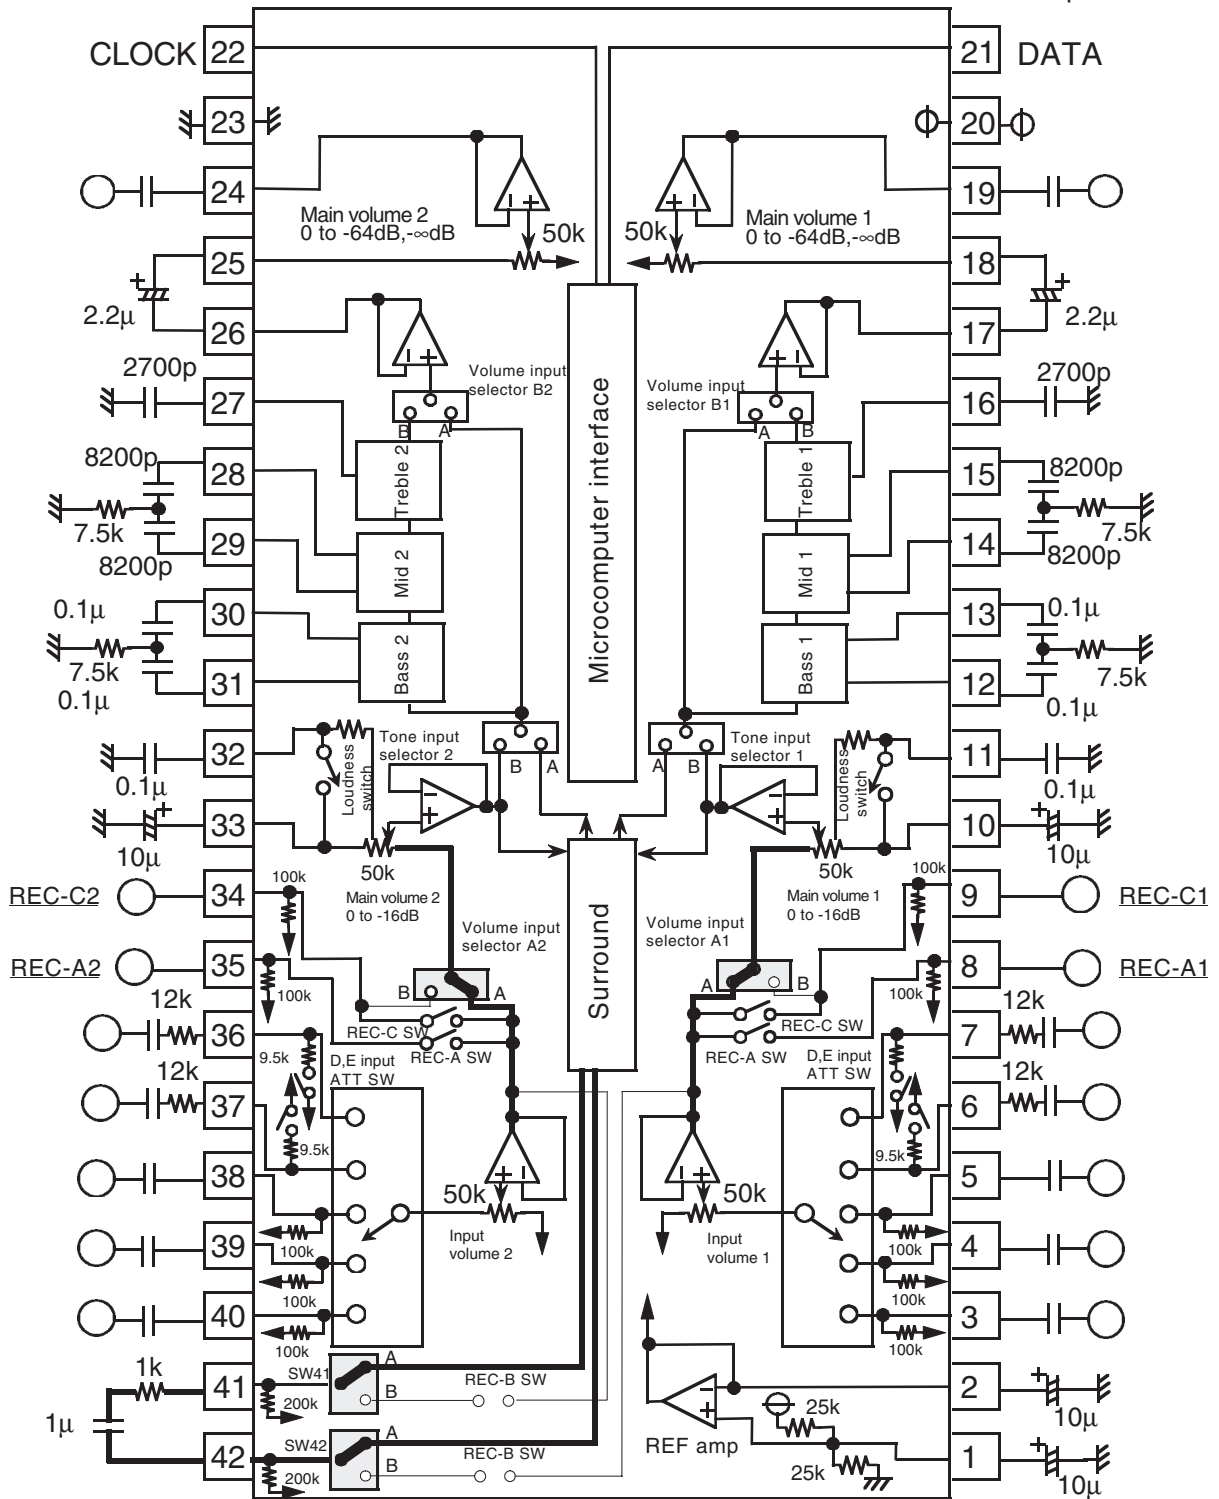 CLOCK 22
21 DATA
23
20
24
19
Main volume 2
0 to -64dB,-∞dB
50k
50k
Main volume 1
0 to -64dB,-∞dB
25
18
+
2.2μ
+
2.2μ
26
17
2700p
27
Volume input
selector B2
B A
Volume input
selector B1
A B
2700p
16
Microcomputer interface
8200p
28
7.5k
29
8200p
Treble 2
Mid 2
Treble 1
Mid 1
15
8200p
14
7.5k
8200p
0.1μ
30
7.5k
31
0.1μ
Bass 2
Bass 1
13
0.1μ
12
7.5k
0.1μ
32
0.1μ
Loudness
switch
Tone input
selector 2
B A
Tone input
selector 1
A B
Loudness
switch
11
0.1μ
33
+
10μ
50k
Main volume 2
0 to -16dB
50k
Main volume 1
0 to -16dB
10
+
10μ
REC-C2
34
100k
Volume input
selector A2
Surround
Volume input
selector A1
100k
9
REC-C1
REC-A2
35
100k
B A
A B
100k
8
REC-A1
REC-C SW
REC-A SW
REC-C SW
REC-A SW
12k
36
9.5k
D,E input
ATT SW
D,E input
ATT SW
7
12k
12k
37
9.5k
9.5k
6
12k
38
100k
50k
Input
volume 2
50k
Input
volume 1
100k
5
39
100k
100k
4
40
100k
100k
3
1k
41
1μ
SW41
200k
A
B
REC-B SW
2
+
10μ
42
SW42
200k
A
B
REC-B SW
REF amp
25k
25k
1
+
10μ